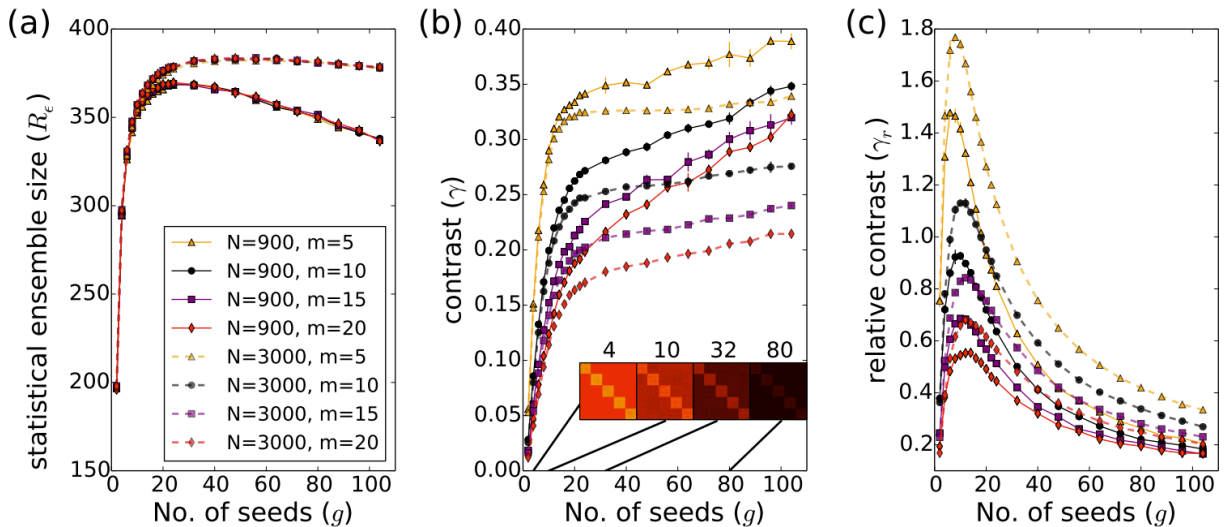 (a)
statistical ensemble size (Rϵ)
400
350
300
250
200
150
N=900, m=5
N=900, m=10
N=900, m=15
N=900, m=20
N=3000, m=5
N=3000, m=10
N=3000, m=15
N=3000, m=20
0 20 40 60 80 100
No. of seeds (g)
(b)
contrast (γ)
0.40
0.35
0.30
0.25
0.20
0.15
0.10
0.05
0.00
4 10 32 80
0 20 40 60 80 100
No. of seeds (g)
(c)
relative contrast (γr)
1.8
1.6
1.4
1.2
1.0
0.8
0.6
0.4
0.2
0 20 40 60 80 100
No. of seeds (g)